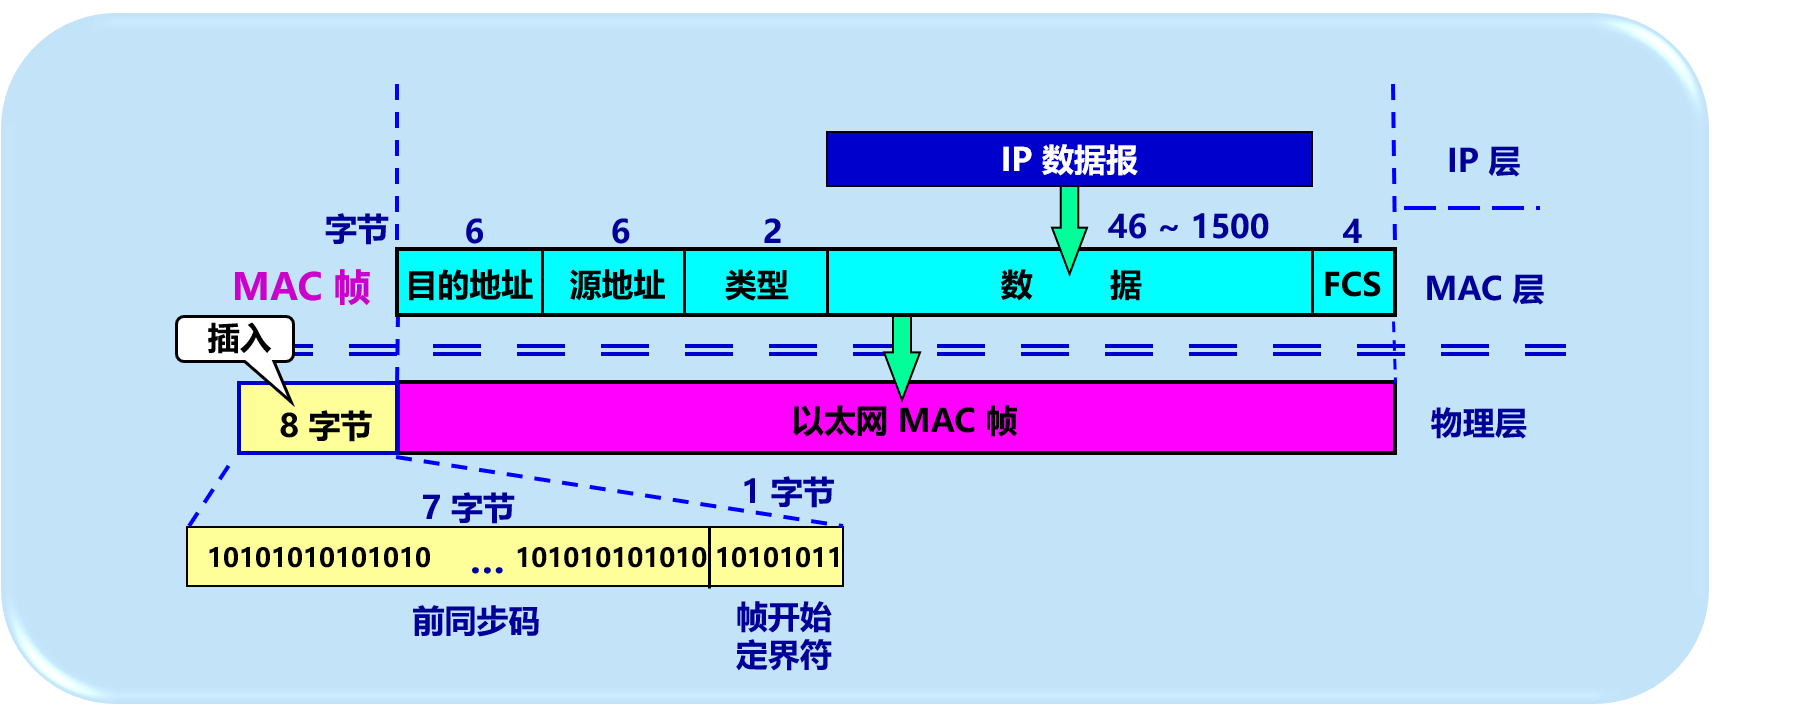 IP 数据报
IP 层
字节 6 6 2 46 ~ 1500 4
MAC 帧 目的地址 源地址 类型 数 据 FCS MAC 层
插入
8 字节 以太网 MAC 帧 物理层
7 字节 1 字节
10101010101010 ... 101010101010 10101011
前同步码 帧开始
定界符